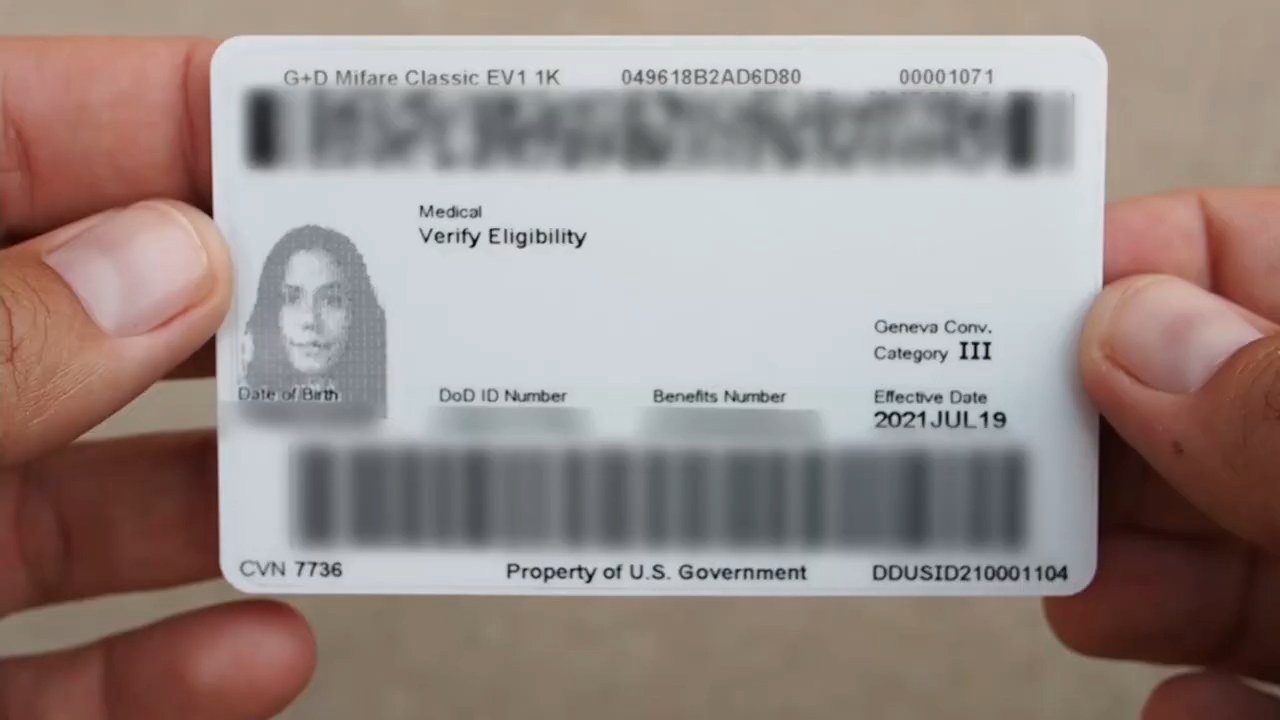 G+D Mifare Classic EV1 1K 049618B2AD6D80 00001071
Medical
Verify Eligibility
Geneva Conv.
Category III
Date of Birth DoD ID Number Benefits Number Effective Date
2021JUL19
CVN 7736 Property of U.S. Government DDUSID210001104